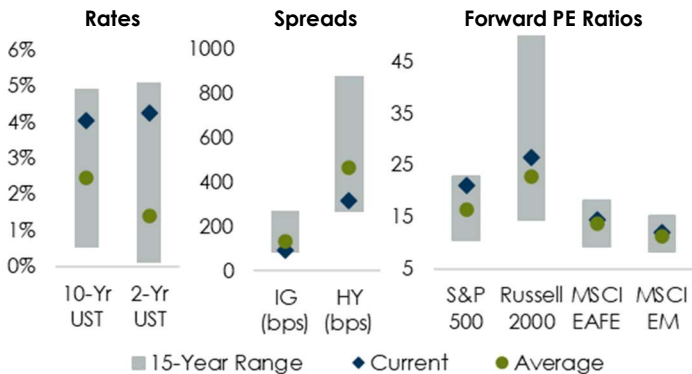 Rates
6%
5%
4%
3%
2%
1%
0%
10-Yr UST
2-Yr UST
Spreads
1000
800
600
400
200
0
IG (bps)
HY (bps)
Forward PE Ratios
45
35
25
15
5
S&P 500
Russell 2000
MSCI EAFE
MSCI EM
15-Year Range
Current
Average